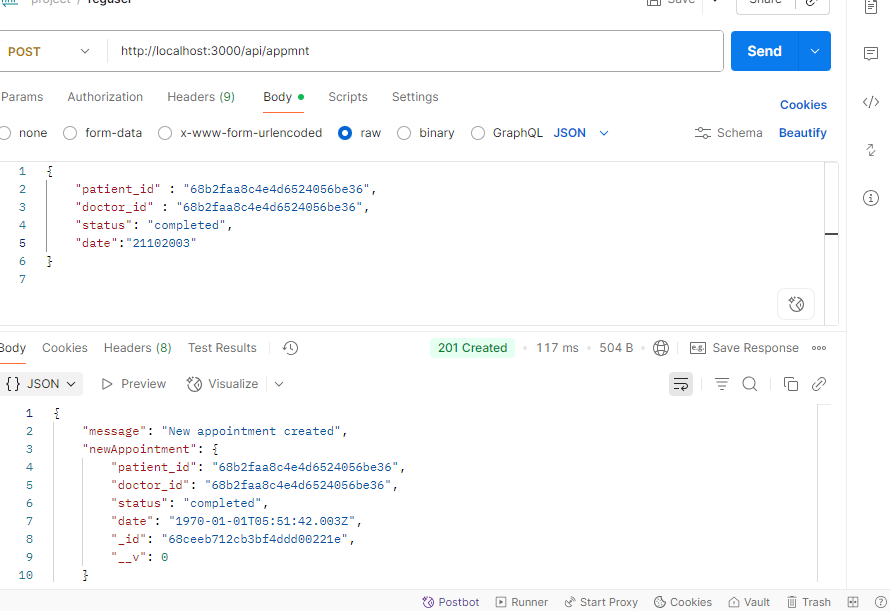 project / reguser Save Share
POST http://localhost:3000/api/appmnt Send
Params Authorization Headers (9) Body Scripts Settings Cookies
none form-data x-www-form-urlencoded raw binary GraphQL JSON Schema Beautify
1 {
2 "patient_id" : "68b2faa8c4e4d6524056be36",
3 "doctor_id" : "68b2faa8c4e4d6524056be36",
4 "status": "completed",
5 "date":"21102003"
6 }
7
Body Cookies Headers (8) Test Results 201 Created 117 ms 504 B e.g. Save Response
{} JSON Preview Visualize
1 {
2 "message": "New appointment created",
3 "newAppointment": {
4 "patient_id": "68b2faa8c4e4d6524056be36",
5 "doctor_id": "68b2faa8c4e4d6524056be36",
6 "status": "completed",
7 "date": "1970-01-01T05:51:42.003Z",
8 "_id": "68ceeb712cb3bf4ddd00221e",
9 "__v": 0
10 }
Postbot Runner Start Proxy Cookies Vault Trash